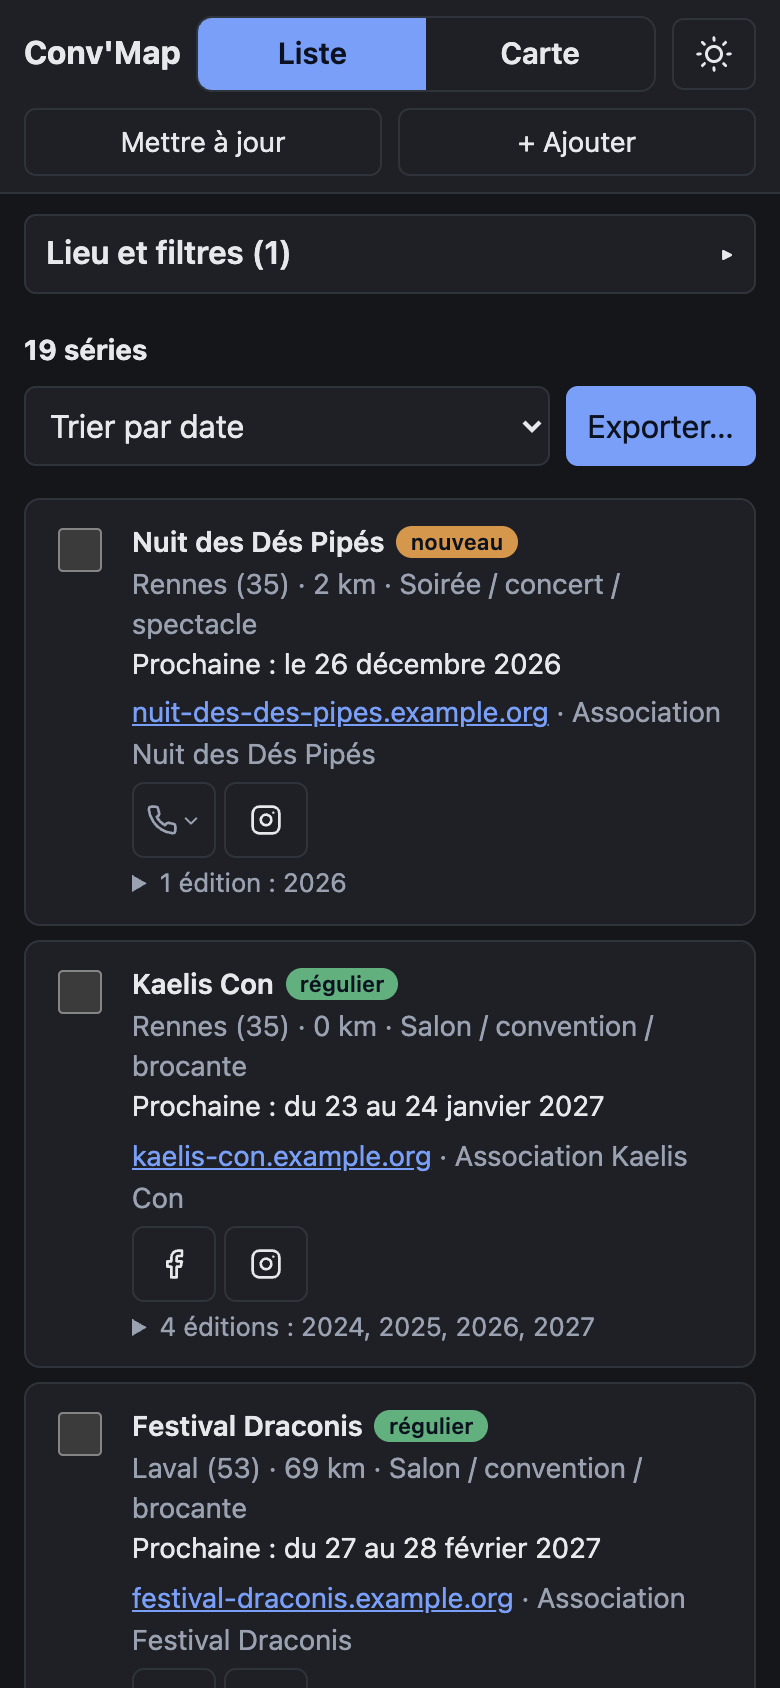 Conv'Map
Liste
Carte
Mettre à jour
+ Ajouter
Lieu et filtres (1)
19 séries
Trier par date
Exporter...
Nuit des Dés Pipés nouveau
Rennes (35) · 2 km · Soirée / concert /
spectacle
Prochaine : le 26 décembre 2026
nuit-des-des-pipes.example.org · Association
Nuit des Dés Pipés
1 édition : 2026
Kaelis Con régulier
Rennes (35) · 0 km · Salon / convention /
brocante
Prochaine : du 23 au 24 janvier 2027
kaelis-con.example.org · Association Kaelis
Con
4 éditions : 2024, 2025, 2026, 2027
Festival Draconis régulier
Laval (53) · 69 km · Salon / convention /
brocante
Prochaine : du 27 au 28 février 2027
festival-draconis.example.org · Association
Festival Draconis